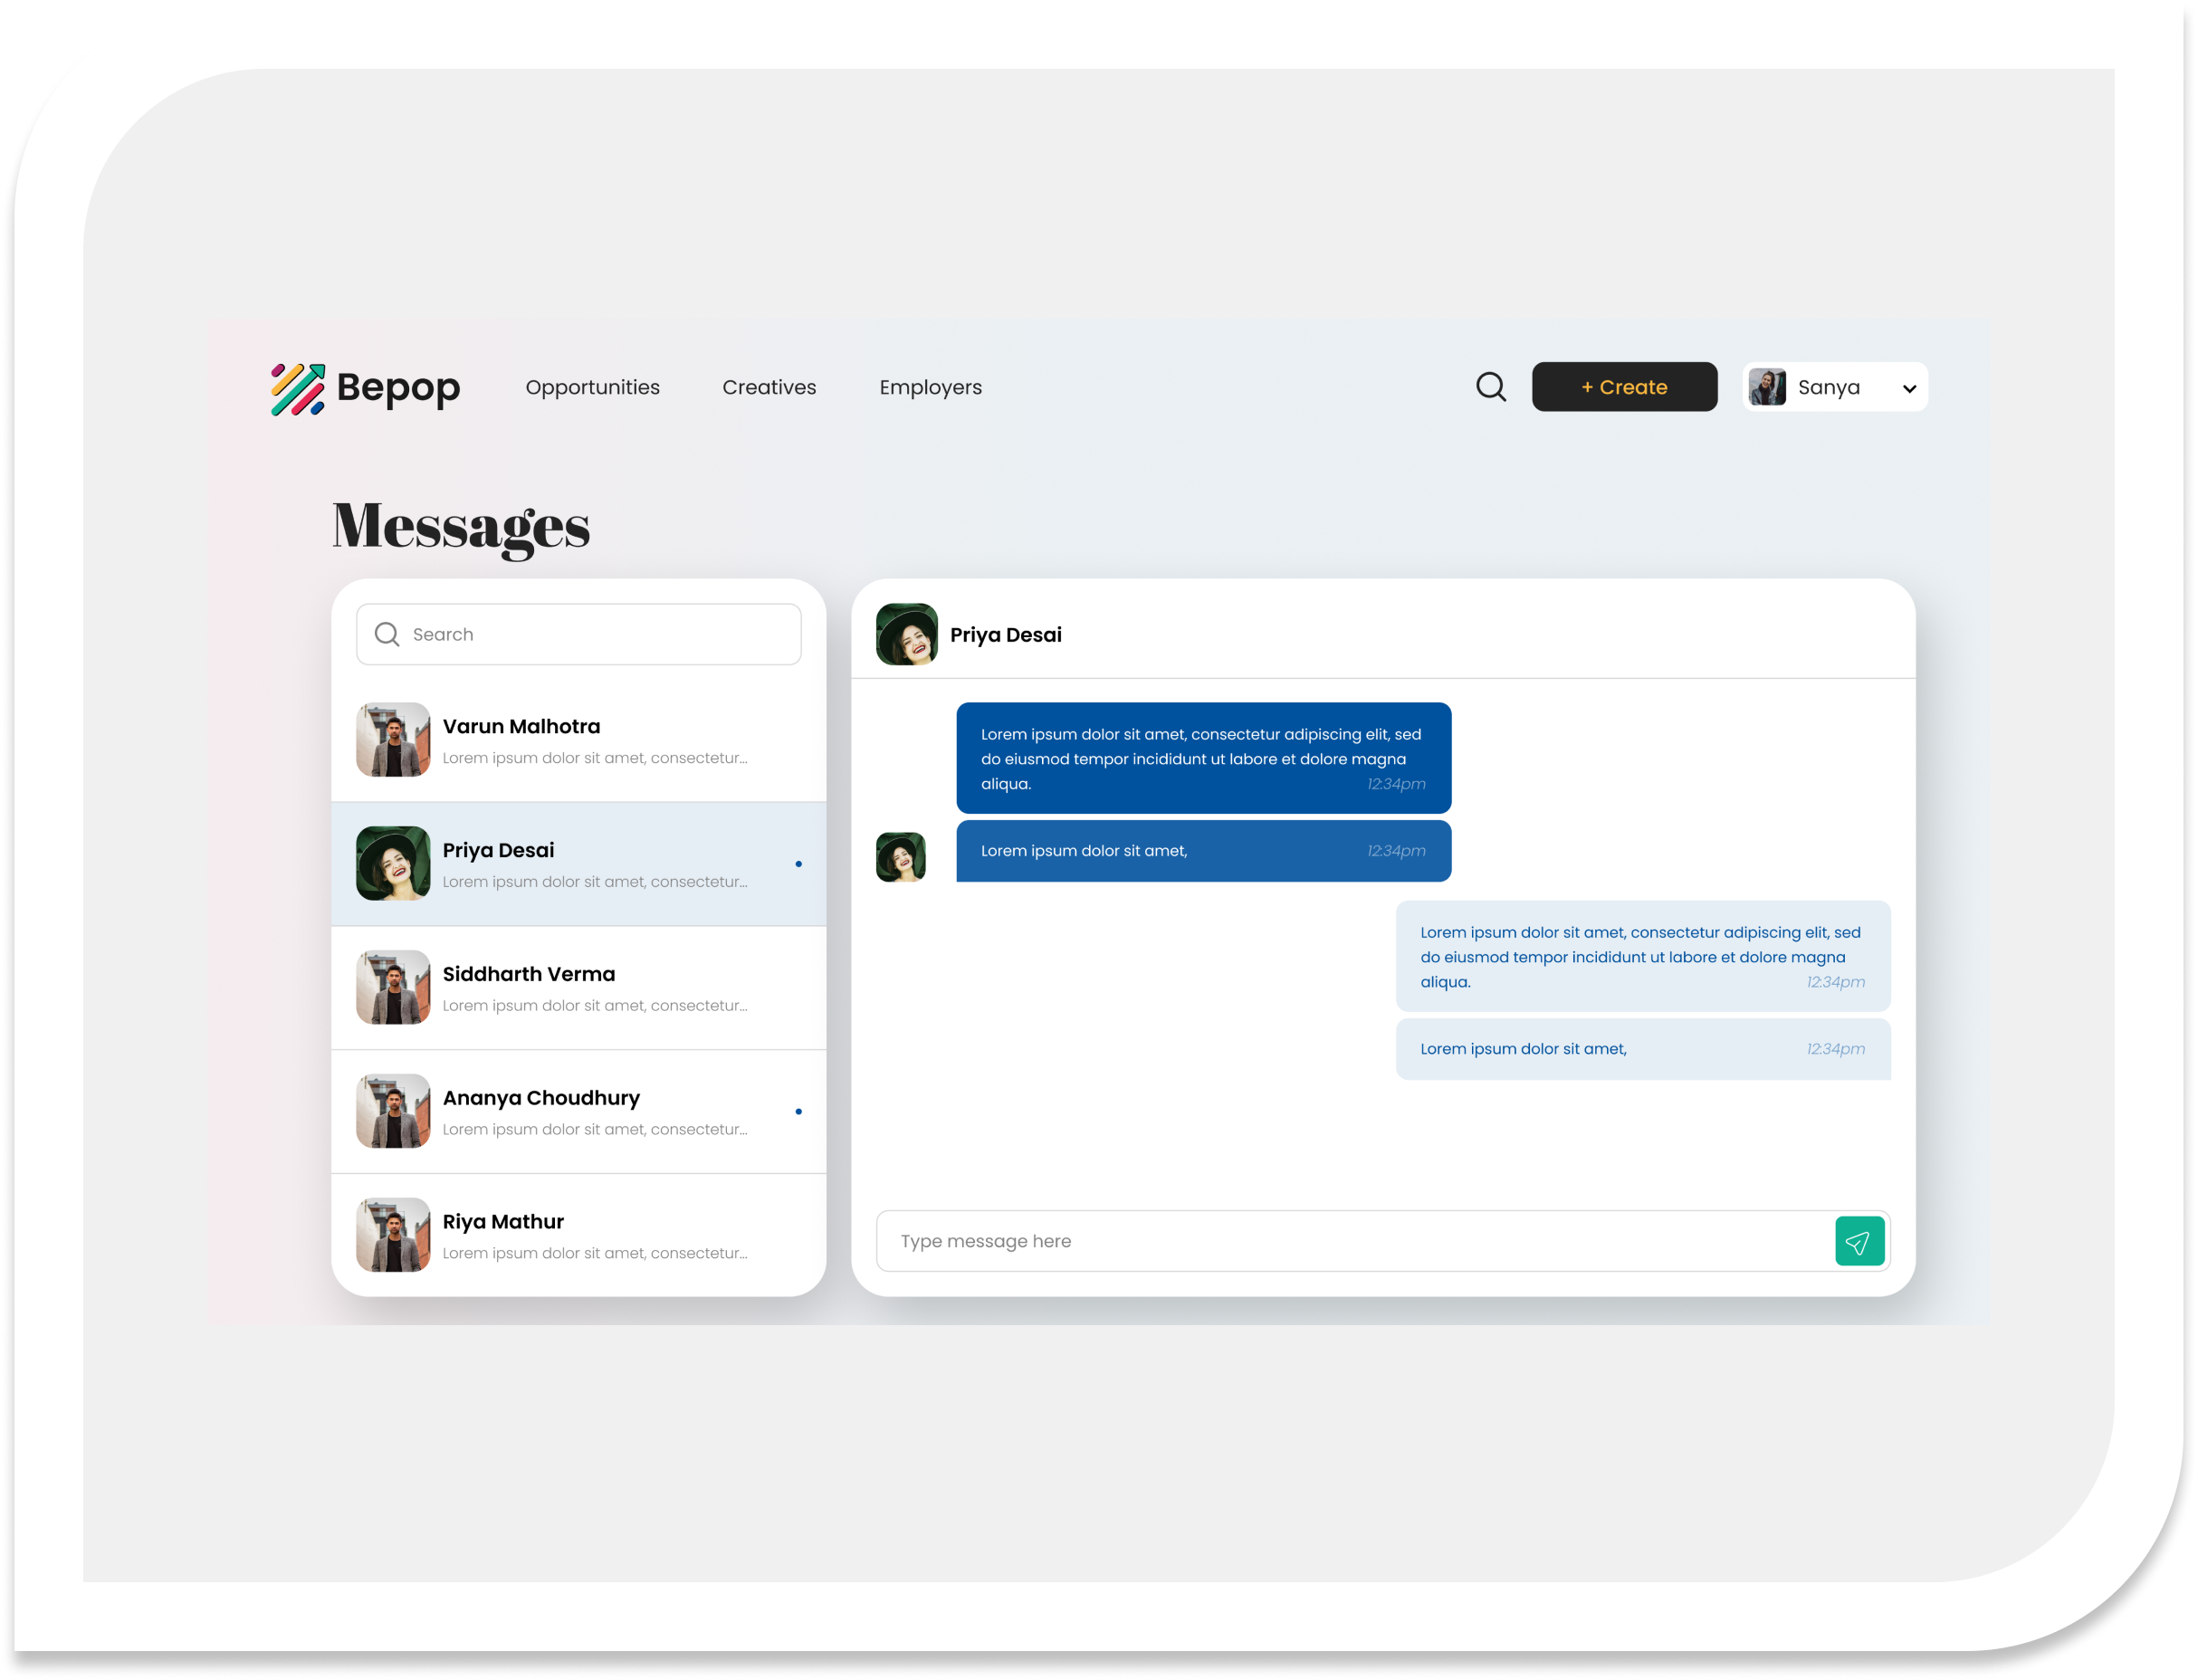 Bepop
Opportunities
Creatives
Employers
+ Create
Sanya
Messages
Search
Varun Malhotra
Lorem ipsum dolor sit amet, consectetur...
Priya Desai
Lorem ipsum dolor sit amet, consectetur...
Siddharth Verma
Lorem ipsum dolor sit amet, consectetur...
Ananya Choudhury
Lorem ipsum dolor sit amet, consectetur...
Riya Mathur
Lorem ipsum dolor sit amet, consectetur...
Priya Desai
Lorem ipsum dolor sit amet, consectetur adipiscing elit, sed
do eiusmod tempor incididunt ut labore et dolore magna
aliqua. 12:34pm
Lorem ipsum dolor sit amet, 12:34pm
Lorem ipsum dolor sit amet, consectetur adipiscing elit, sed
do eiusmod tempor incididunt ut labore et dolore magna
aliqua. 12:34pm
Lorem ipsum dolor sit amet, 12:34pm
Type message here